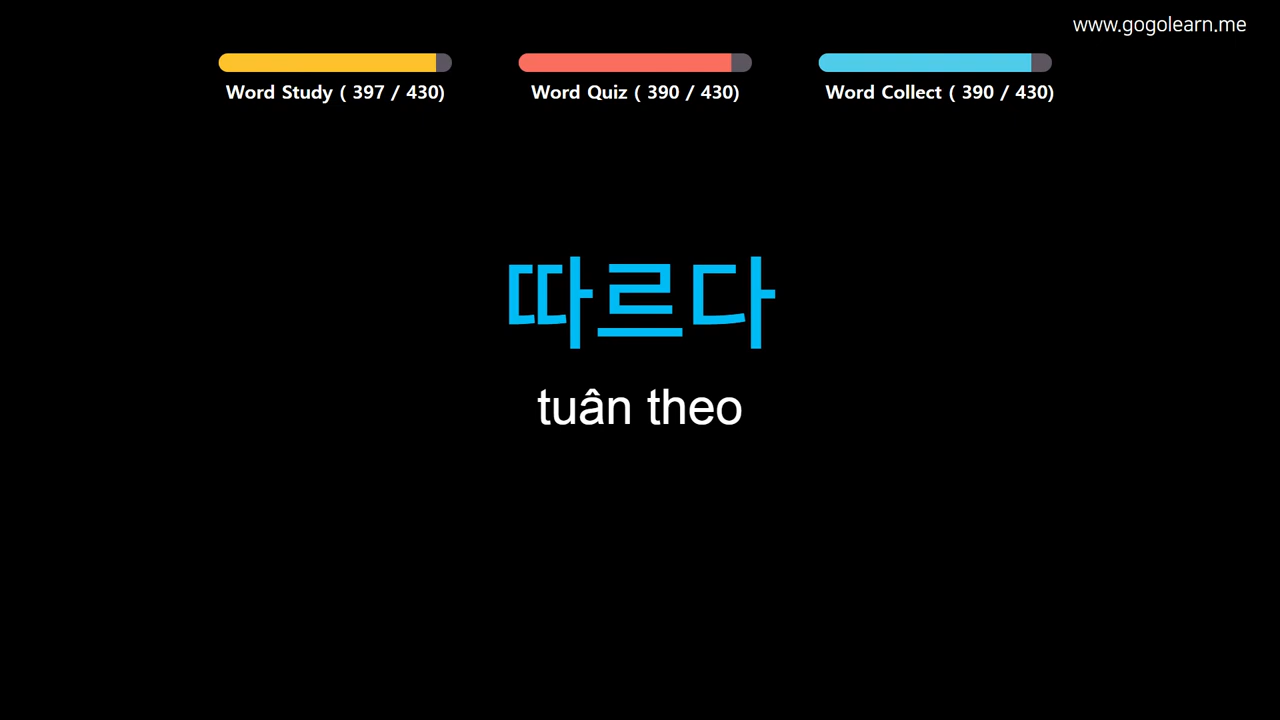 www.gogolearn.me
Word Study ( 397 / 430)
Word Quiz ( 390 / 430)
Word Collect ( 390 / 430)
따르다
tuân theo